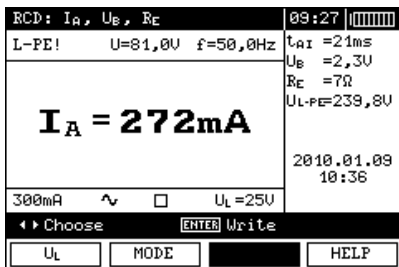 RCD: IA, UB, RE 09:27
L-PE! U=81,0V f=50,0Hz
tAI =21ms
UB =2,3V
RE =7Ω
UL-PE=239,8V
IA = 272mA
2010.01.09
10:36
300mA ∿ □ UL=25V
Choose ENTER Write
UL MODE HELP